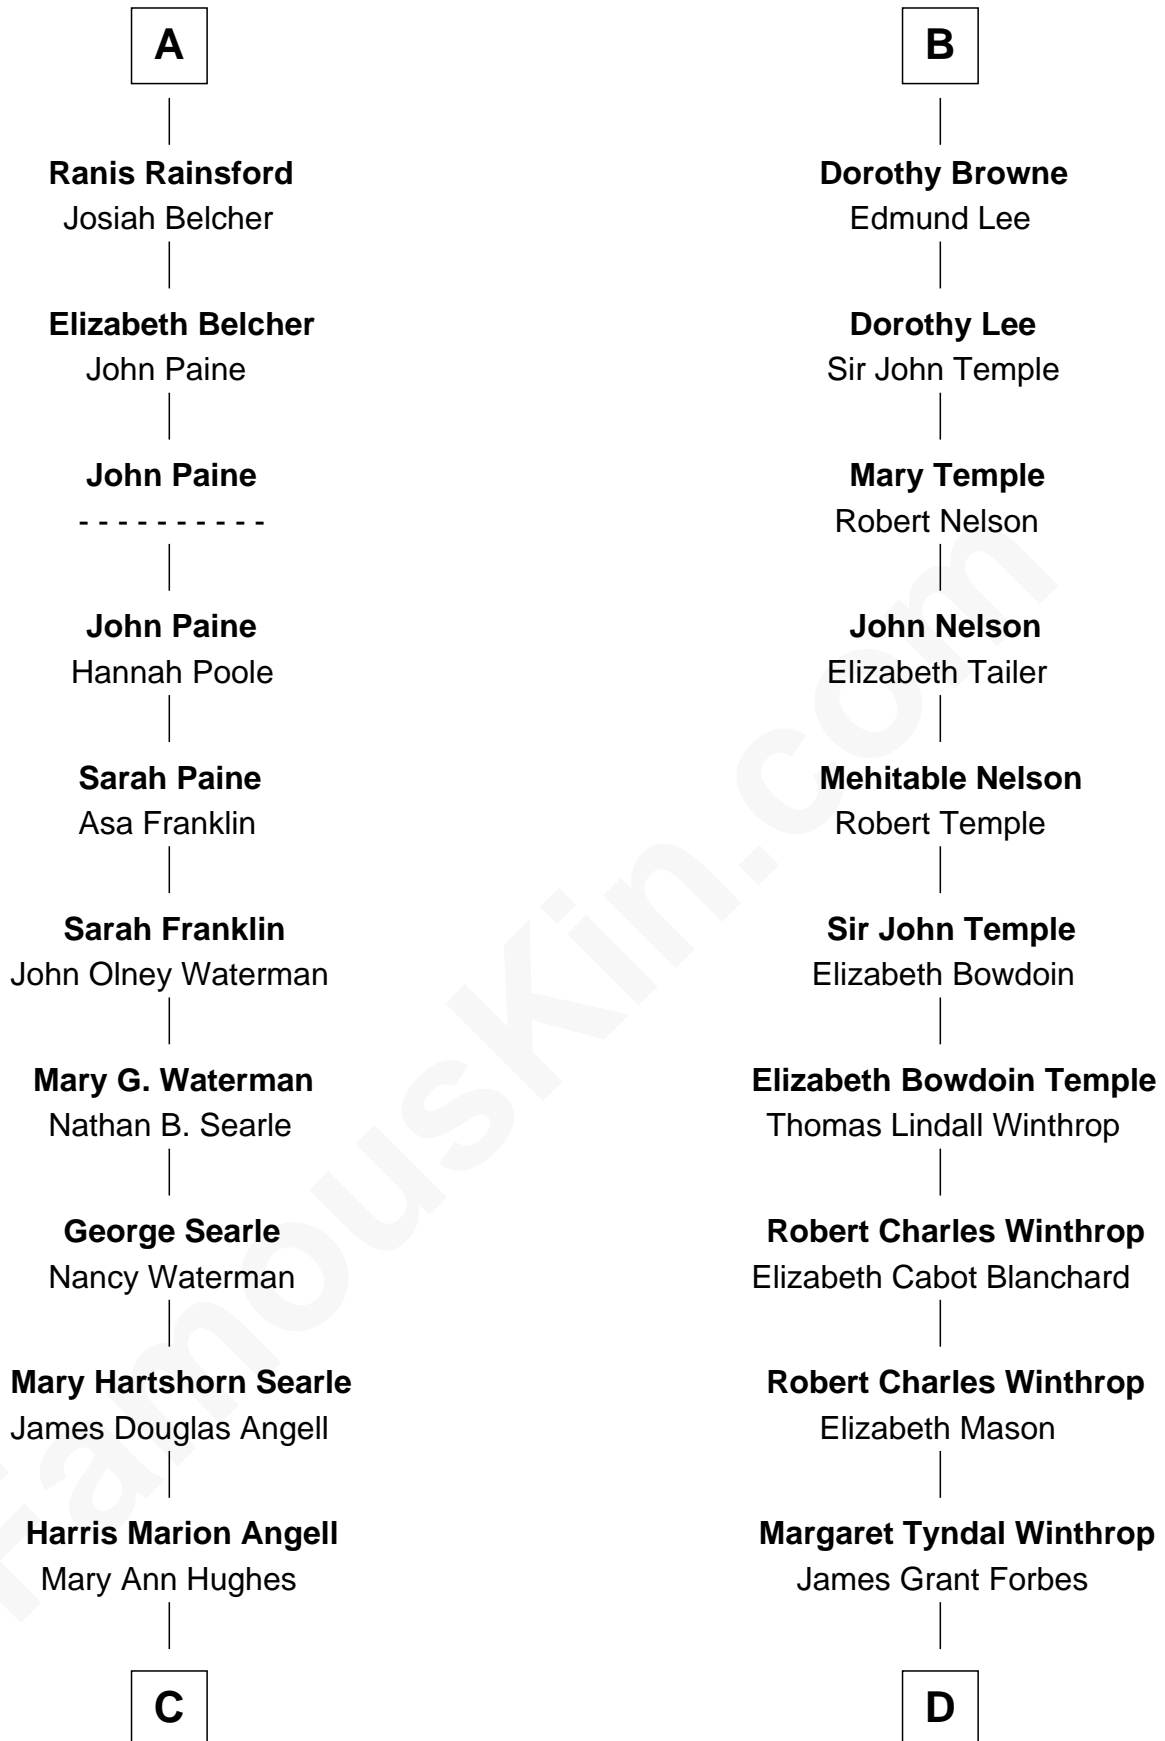 A
Ranis Rainsford
Josiah Belcher
Elizabeth Belcher
John Paine
John Paine
- - - - - - - - - -
John Paine
Hannah Poole
Sarah Paine
Asa Franklin
Sarah Franklin
John Olney Waterman
Mary G. Waterman
Nathan B. Searle
George Searle
Nancy Waterman
Mary Hartshorn Searle
James Douglas Angell
Harris Marion Angell
Mary Ann Hughes
C
B
Dorothy Browne
Edmund Lee
Dorothy Lee
Sir John Temple
Mary Temple
Robert Nelson
John Nelson
Elizabeth Tailer
Mehitable Nelson
Robert Temple
Sir John Temple
Elizabeth Bowdoin
Elizabeth Bowdoin Temple
Thomas Lindall Winthrop
Robert Charles Winthrop
Elizabeth Cabot Blanchard
Robert Charles Winthrop
Elizabeth Mason
Margaret Tyndal Winthrop
James Grant Forbes
D
FamousKin.com